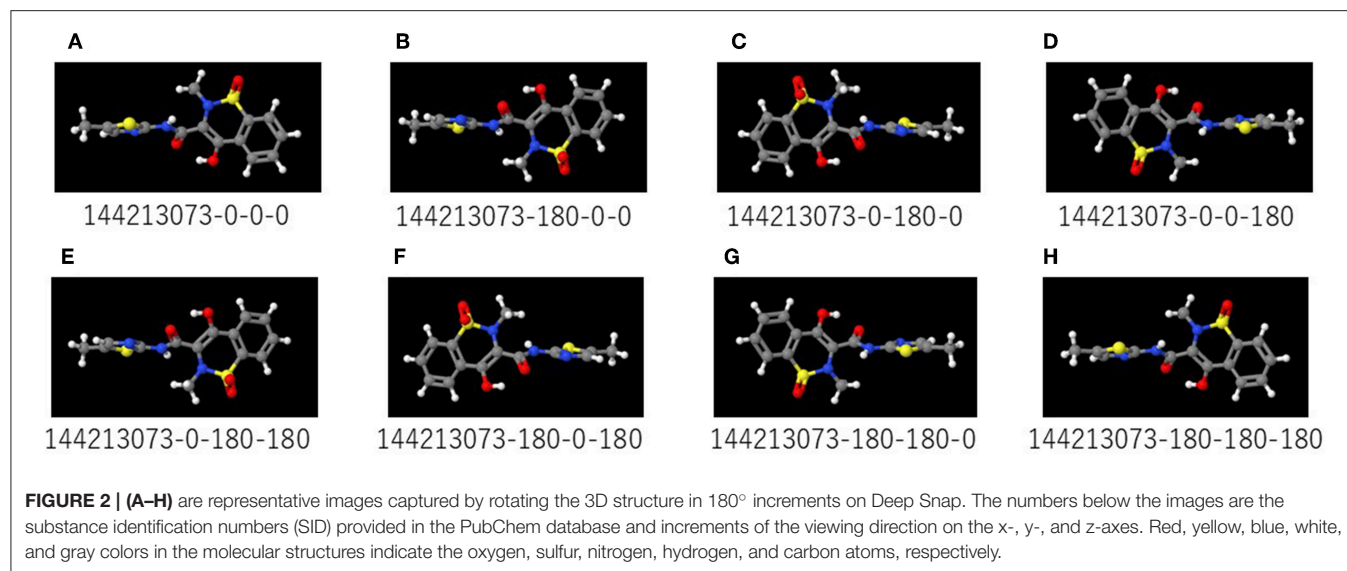 A B C D
144213073-0-0-0 144213073-180-0-0 144213073-0-180-0 144213073-0-0-180
E F G H
144213073-0-180-180 144213073-180-0-180 144213073-180-180-0 144213073-180-180-180
FIGURE 2 | (A–H) are representative images captured by rotating the 3D structure in 180° increments on Deep Snap. The numbers below the images are the
substance identification numbers (SID) provided in the PubChem database and increments of the viewing direction on the x-, y-, and z-axes. Red, yellow, blue, white,
and gray colors in the molecular structures indicate the oxygen, sulfur, nitrogen, hydrogen, and carbon atoms, respectively.